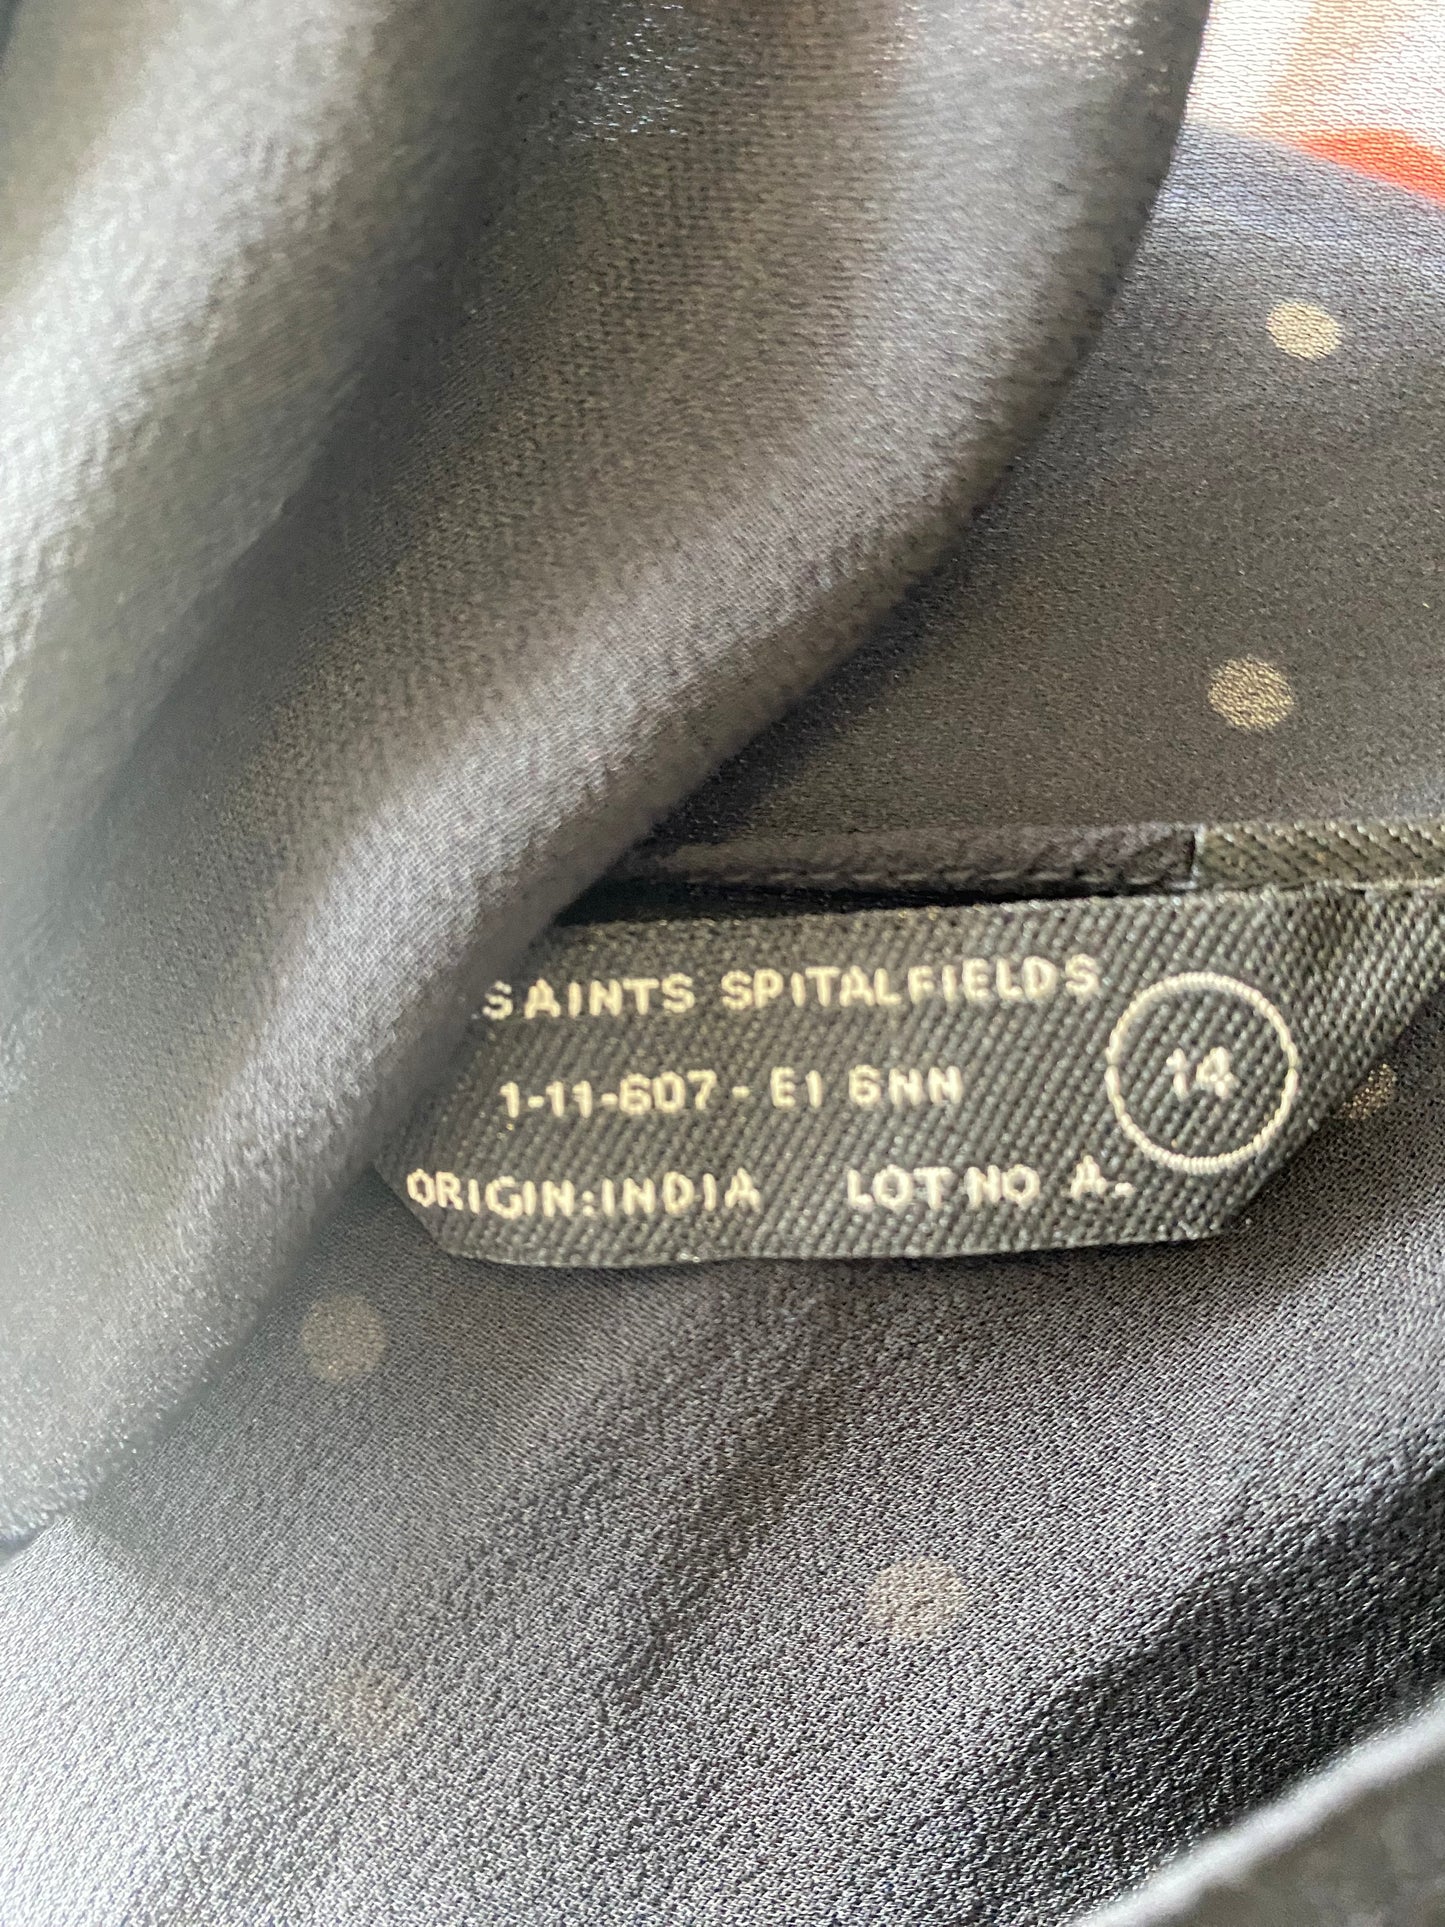 SAINTS SPITALFIELDS
1-11-607 - E1 6NN
14
ORIGIN:INDIA LOT NO A.